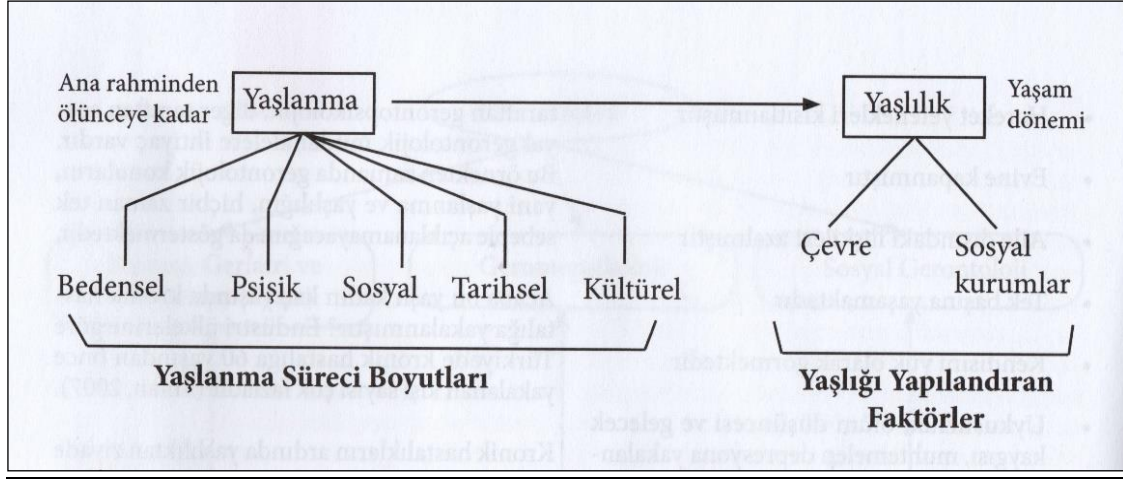 Ana rahminden
ölünceye kadar
Yaşlanma
Yaşlılık
Yaşam
dönemi
Bedensel
Psişik
Sosyal
Tarihsel
Kültürel
Çevre
Sosyal
kurumlar
Yaşlanma Süreci Boyutları
Yaşlığı Yapılandıran
Faktörler